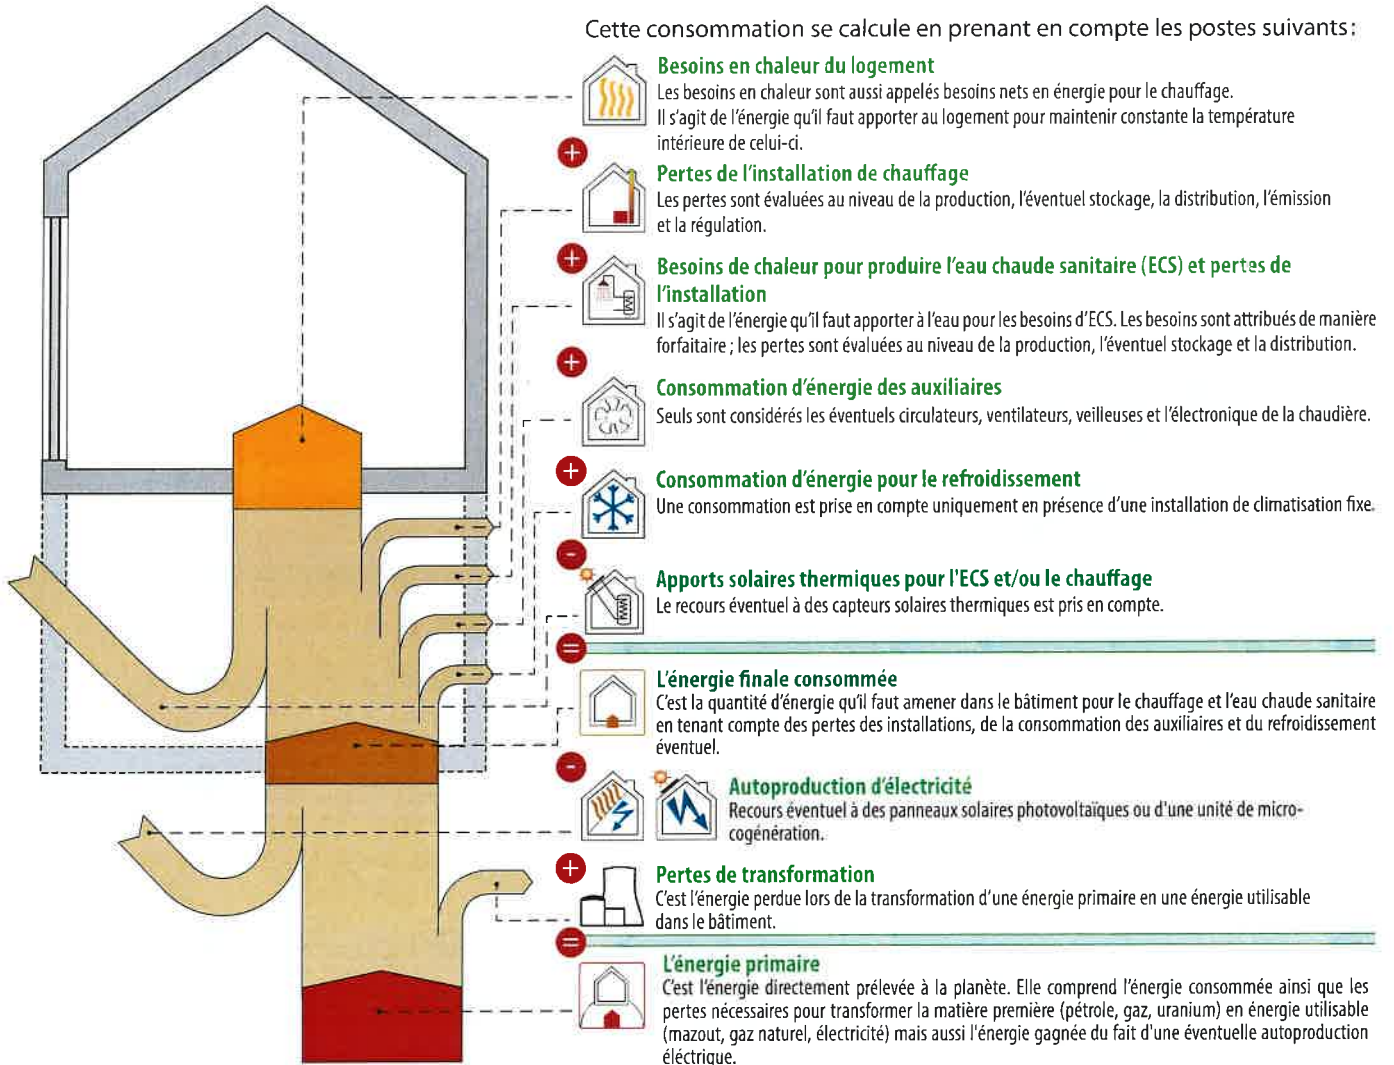 Cette consommation se calcule en prenant en compte les postes suivants :
Besoins en chaleur du logement
Les besoins en chaleur sont aussi appelés besoins nets en énergie pour le chauffage.
Il s'agit de l'énergie qu'il faut apporter au logement pour maintenir constante la température
intérieure de celui-ci.
+
Pertes de l'installation de chauffage
Les pertes sont évaluées au niveau de la production, l'éventuel stockage, la distribution, l'émission
et la régulation.
+
Besoins de chaleur pour produire l'eau chaude sanitaire (ECS) et pertes de
l'installation
Il s'agit de l'énergie qu'il faut apporter à l'eau pour les besoins d'ECS. Les besoins sont attribués de manière
forfaitaire ; les pertes sont évaluées au niveau de la production, l'éventuel stockage et la distribution.
+
Consommation d'énergie des auxiliaires
Seuls sont considérés les éventuels circulateurs, ventilateurs, veilleuses et l'électronique de la chaudière.
+
Consommation d'énergie pour le refroidissement
Une consommation est prise en compte uniquement en présence d'une installation de climatisation fixe.
-
Apports solaires thermiques pour l'ECS et/ou le chauffage
Le recours éventuel à des capteurs solaires thermiques est pris en compte.
=
L'énergie finale consommée
C'est la quantité d'énergie qu'il faut amener dans le bâtiment pour le chauffage et l'eau chaude sanitaire
en tenant compte des pertes des installations, de la consommation des auxiliaires et du refroidissement
éventuel.
-
Autoproduction d'électricité
Recours éventuel à des panneaux solaires photovoltaïques ou d'une unité de micro-
cogénération.
+
Pertes de transformation
C'est l'énergie perdue lors de la transformation d'une énergie primaire en une énergie utilisable
dans le bâtiment.
=
L'énergie primaire
C'est l'énergie directement prélevée à la planète. Elle comprend l'énergie consommée ainsi que les
pertes nécessaires pour transformer la matière première (pétrole, gaz, uranium) en énergie utilisable
(mazout, gaz naturel, électricité) mais aussi l'énergie gagnée du fait d'une éventuelle autoproduction
éléctrique.